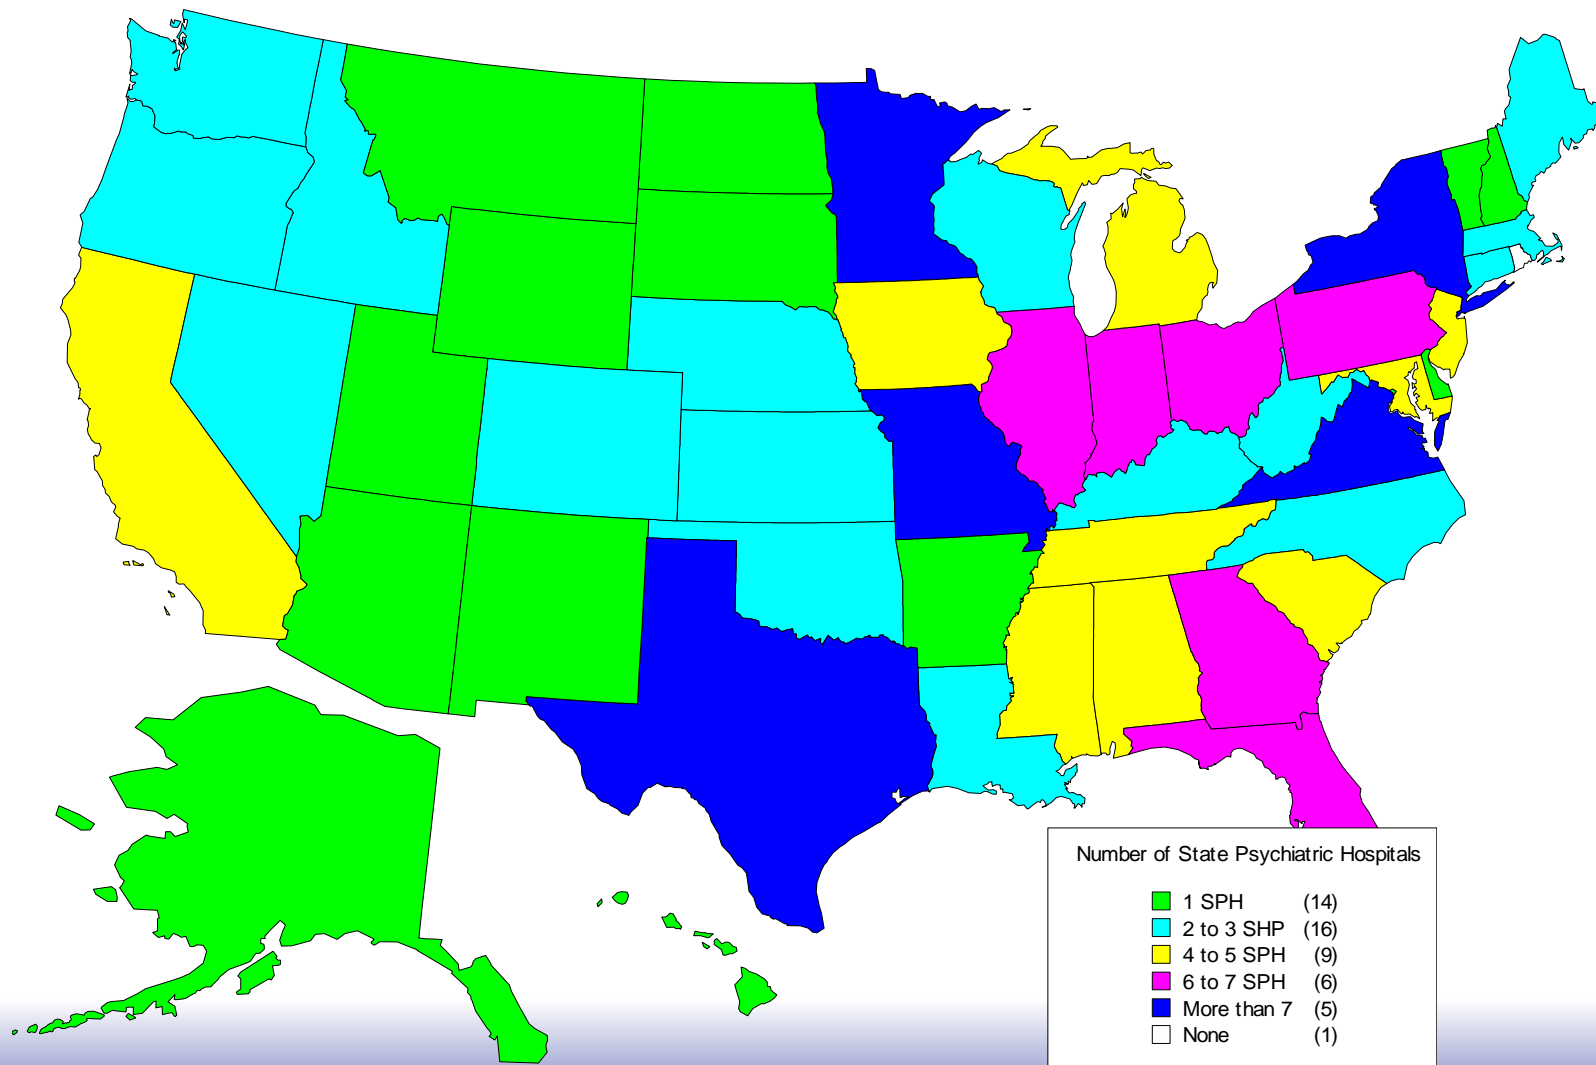 Number of State Psychiatric Hospitals
1 SPH (14)
2 to 3 SHP (16)
4 to 5 SPH (9)
6 to 7 SPH (6)
More than 7 (5)
None (1)